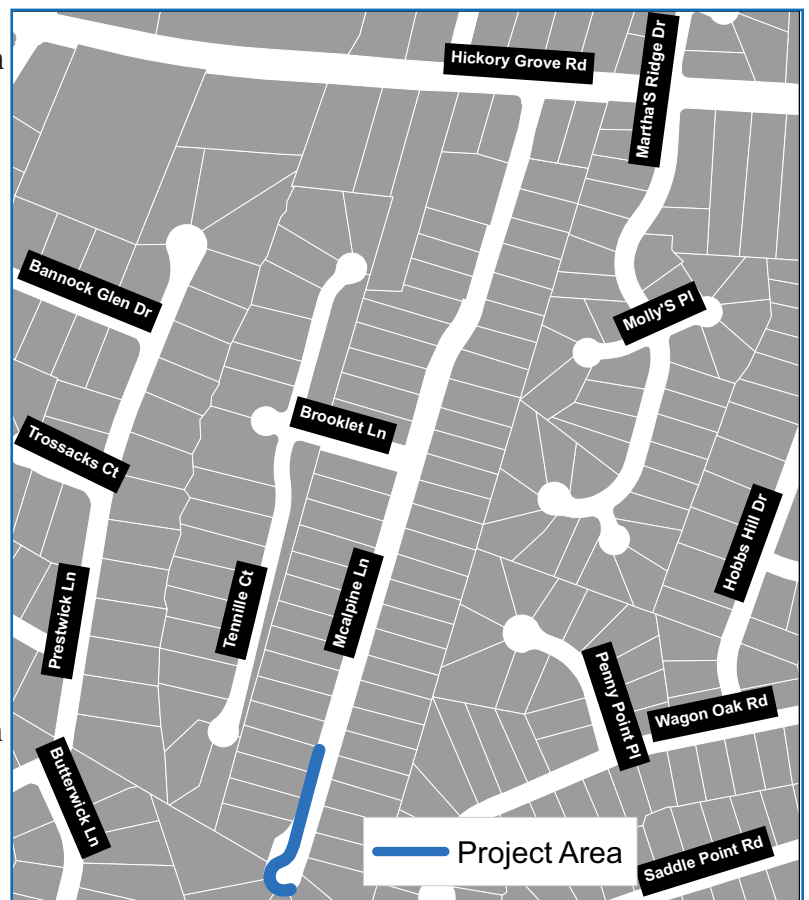 Hickory Grove Rd
Martha'S Ridge Dr
Bannock Glen Dr
Molly'S Pl
Brooklet Ln
Trossacks Ct
Hobbs Hill Dr
Mcalpine Ln
Tennille Ct
Prestwick Ln
Penny Point Pl
Wagon Oak Rd
Butterwick Ln
Project Area
Saddle Point Rd